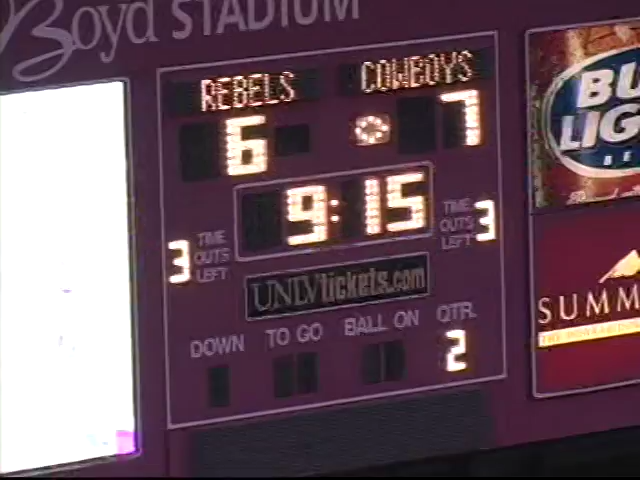 Boyd STADIUM
REBELS COWBOYS
6 7
9:15
3 TIME OUTS LEFT
TIME OUTS LEFT 3
UNLVtickets.com
DOWN TO GO BALL ON QTR.
2
BU
LIG
SUMM